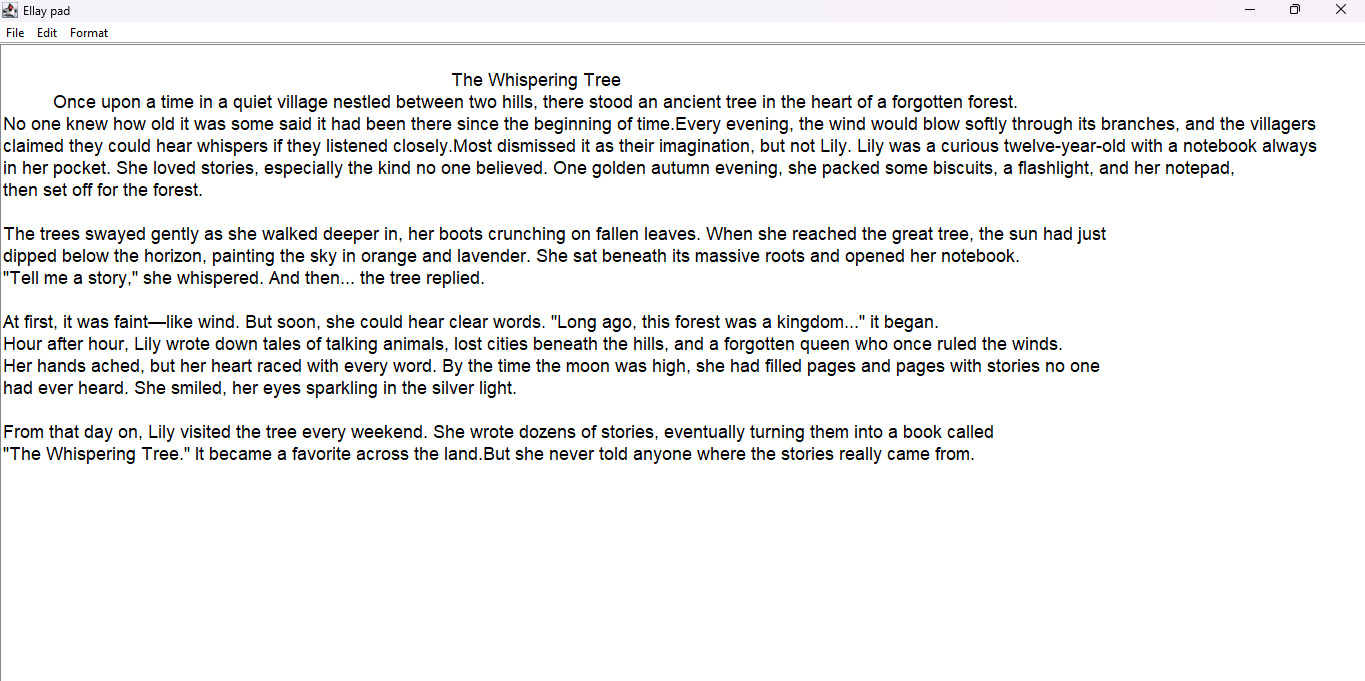 Ellay pad
File Edit Format
The Whispering Tree
Once upon a time in a quiet village nestled between two hills, there stood an ancient tree in the heart of a forgotten forest.
No one knew how old it was some said it had been there since the beginning of time.Every evening, the wind would blow softly through its branches, and the villagers
claimed they could hear whispers if they listened closely.Most dismissed it as their imagination, but not Lily. Lily was a curious twelve-year-old with a notebook always
in her pocket. She loved stories, especially the kind no one believed. One golden autumn evening, she packed some biscuits, a flashlight, and her notepad,
then set off for the forest.
The trees swayed gently as she walked deeper in, her boots crunching on fallen leaves. When she reached the great tree, the sun had just
dipped below the horizon, painting the sky in orange and lavender. She sat beneath its massive roots and opened her notebook.
"Tell me a story," she whispered. And then... the tree replied.
At first, it was faint—like wind. But soon, she could hear clear words. "Long ago, this forest was a kingdom..." it began.
Hour after hour, Lily wrote down tales of talking animals, lost cities beneath the hills, and a forgotten queen who once ruled the winds.
Her hands ached, but her heart raced with every word. By the time the moon was high, she had filled pages and pages with stories no one
had ever heard. She smiled, her eyes sparkling in the silver light.
From that day on, Lily visited the tree every weekend. She wrote dozens of stories, eventually turning them into a book called
"The Whispering Tree." It became a favorite across the land.But she never told anyone where the stories really came from.